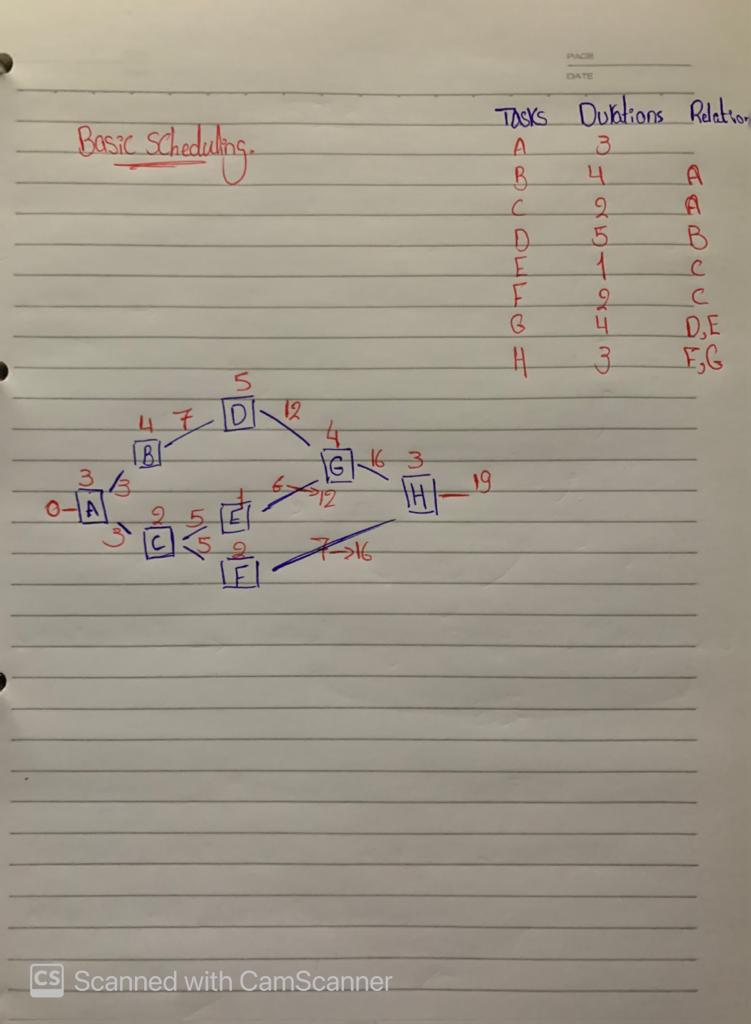 PAGE
DATE
Tasks Durations Relation
Basic Scheduling.
A 3
B 4 A
C 2 A
D 5 B
E 1 C
F 2 C
G 4 D,E
H 3 F,G
5
4 7 D 12
B 4
3 G 16 3
0 A 3 6→12 H 19
3 2 5 1 E
C 5 2 7→16
F
CS Scanned with CamScanner